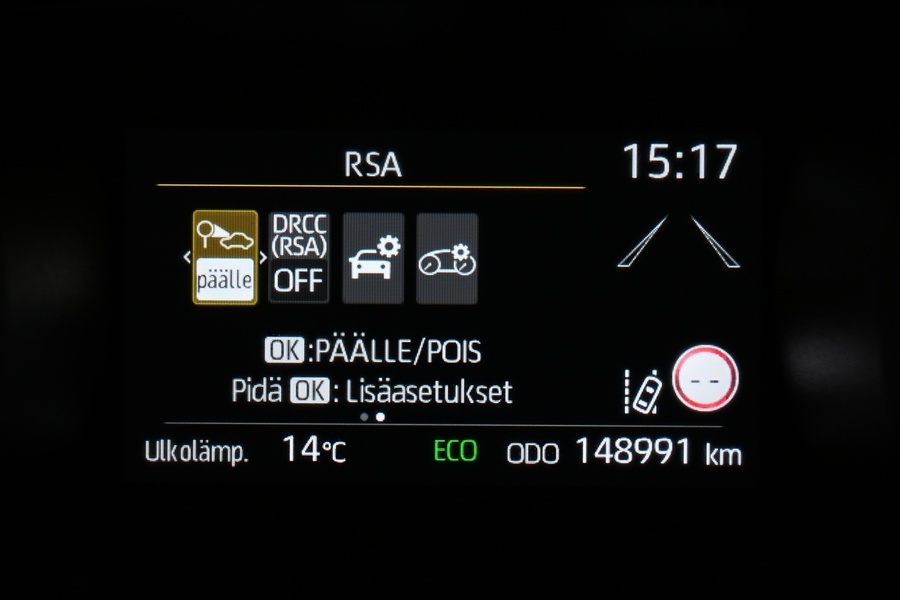 RSA
15:17
päälle
DRCC
(RSA)
OFF
OK:PÄÄLLE/POIS
Pidä OK: Lisäasetukset
--
Ulkolämp. 14°C ECO ODO 148991 km